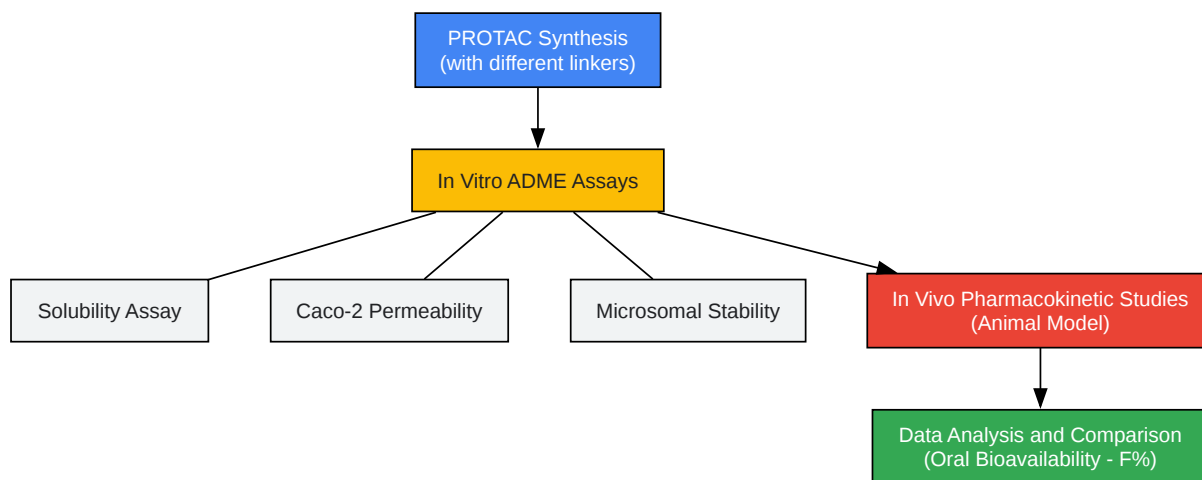 PROTAC Synthesis
(with different linkers)
In Vitro ADME Assays
Solubility Assay
Caco-2 Permeability
Microsomal Stability
In Vivo Pharmacokinetic Studies
(Animal Model)
Data Analysis and Comparison
(Oral Bioavailability - F%)